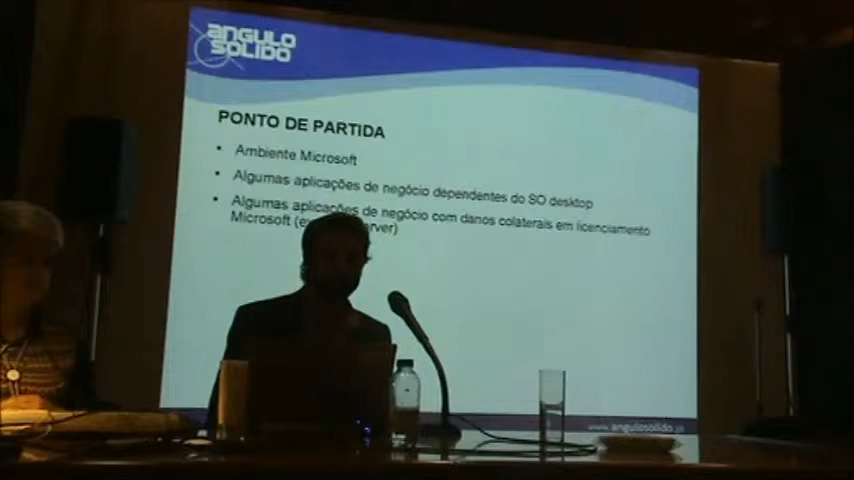 ANGULO
SOLIDO
PONTO DE PARTIDA
• Ambiente Microsoft
• Algumas aplicações de negócio dependentes do SO desktop
• Algumas aplicações de negócio com danos colaterais em licenciamento
Microsoft
www.angulosolido.pt